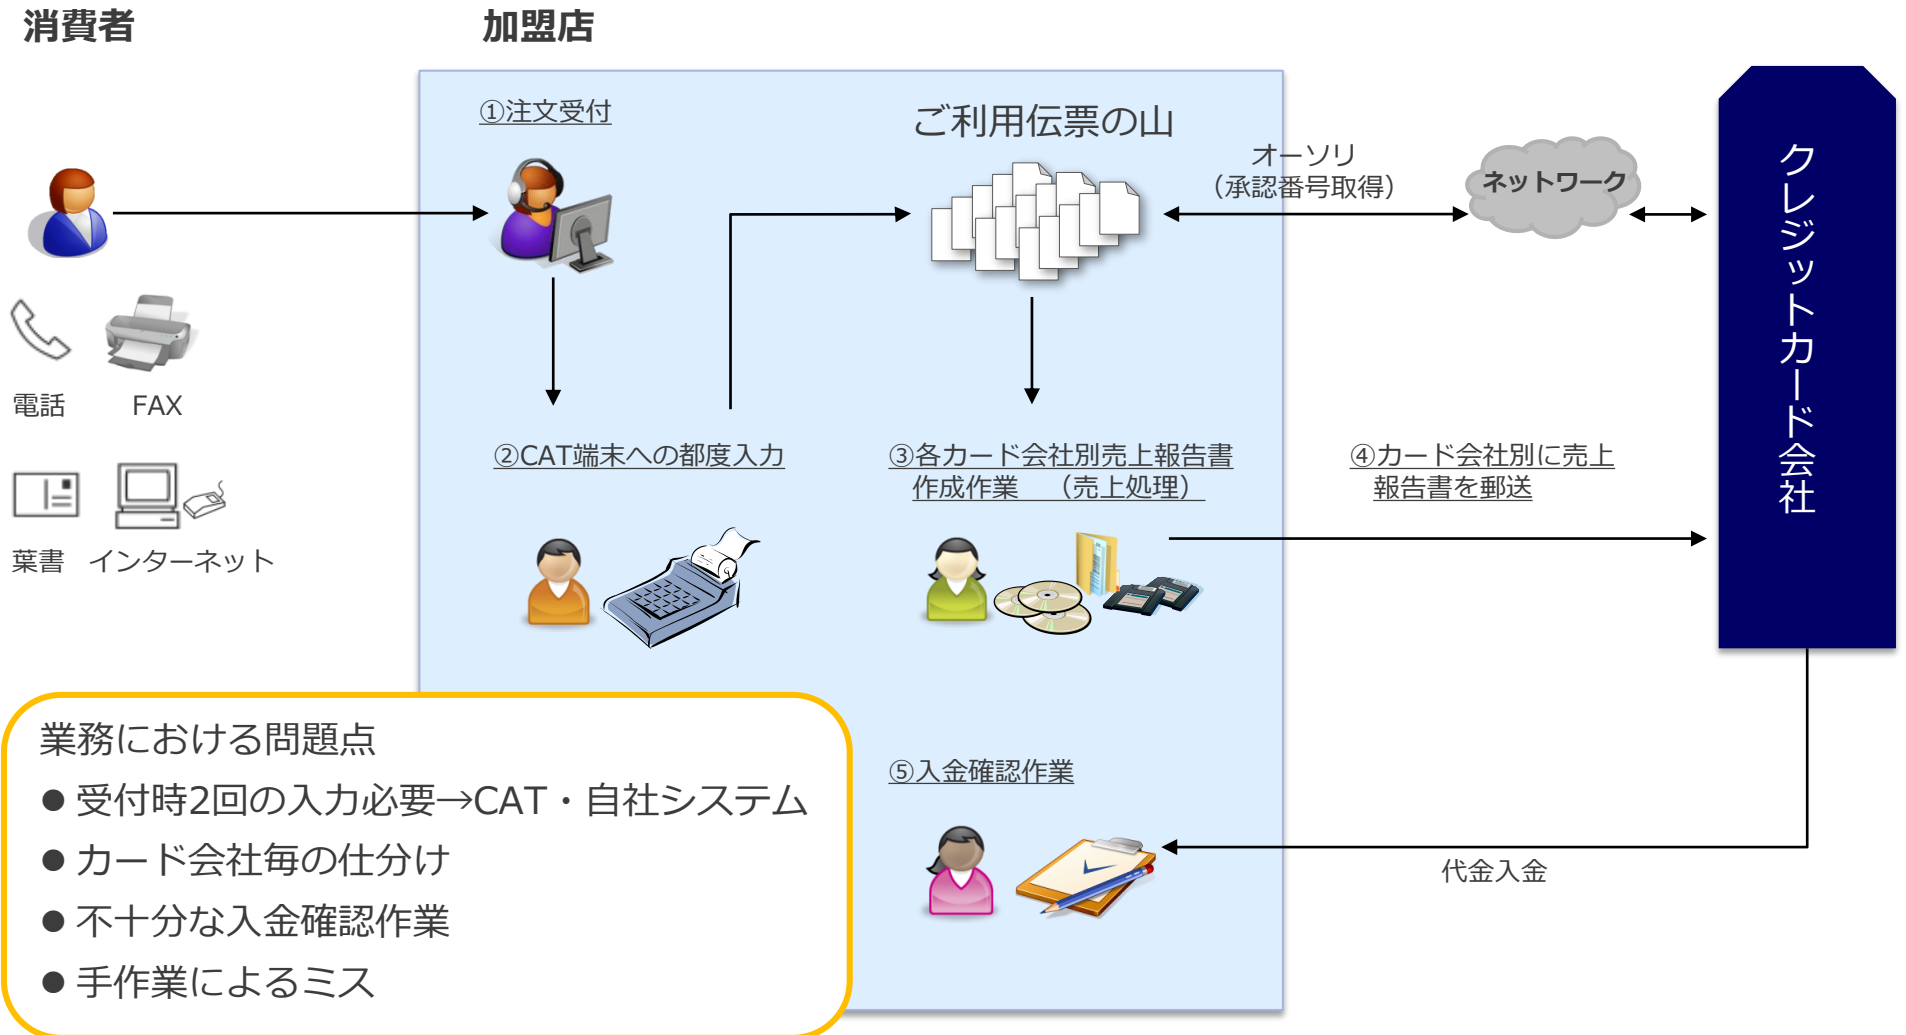 消費者
加盟店
①注文受付
ご利用伝票の山
オーソリ
（承認番号取得）
ネットワーク
クレジットカード会社
電話
FAX
葉書
インターネット
②CAT端末への都度入力
③各カード会社別売上報告書
作成作業　（売上処理）
④カード会社別に売上
報告書を郵送
⑤入金確認作業
代金入金
業務における問題点
●受付時2回の入力必要→CAT・自社システム
●カード会社毎の仕分け
●不十分な入金確認作業
●手作業によるミス